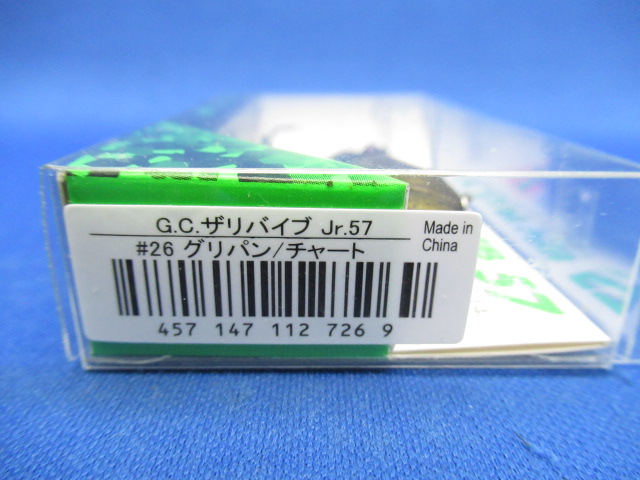 G.C.ザリバイブ Jr.57
#26 グリパン/チャート
Made in
China
457 147 112 726 9
57